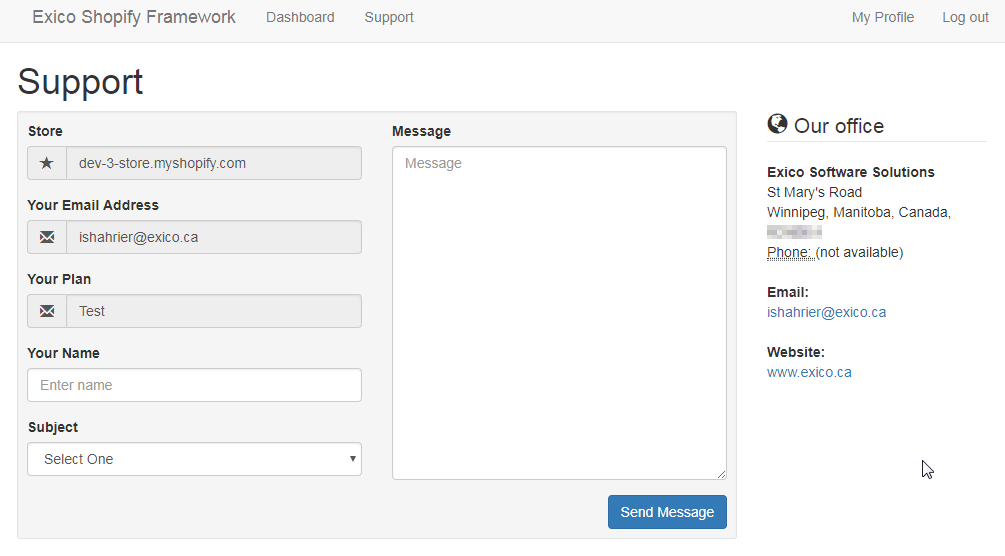 Exico Shopify Framework Dashboard Support My Profile Log out
Support
Store
dev-3-store.myshopify.com
Your Email Address
ishahrier@exico.ca
Your Plan
Test
Your Name
Enter name
Subject
Select One
Message
Message
Send Message
Our office
Exico Software Solutions
St Mary's Road
Winnipeg, Manitoba, Canada,
Phone: (not available)
Email:
ishahrier@exico.ca
Website:
www.exico.ca